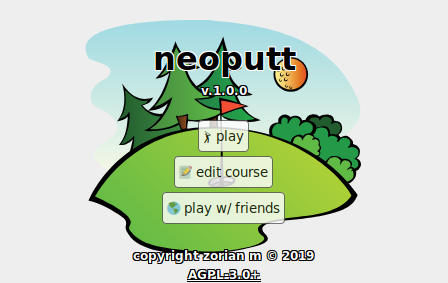 neoputt
v.1.0.0
play
edit course
play w/ friends
copyright zorian m © 2019
AGPL-3.0+